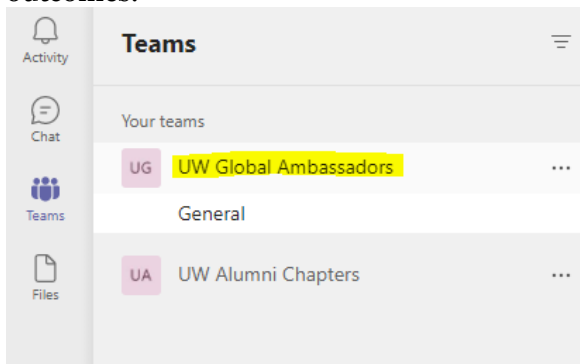 outcomes.
Activity
Teams
Chat
Your teams
UG UW Global Ambassadors ...
Teams
General
Files
UA UW Alumni Chapters ...